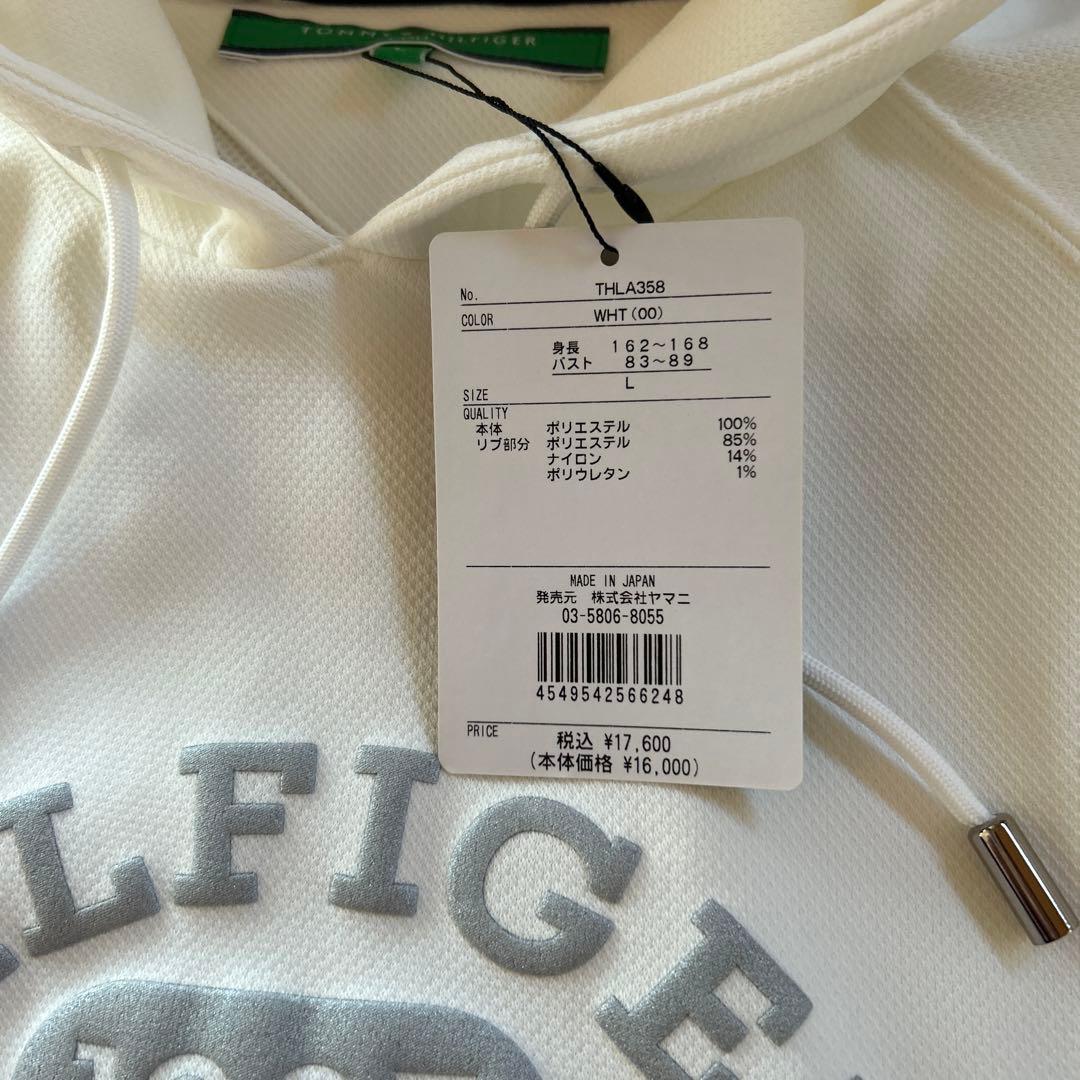 TOMMY HILFIGER
No. THLA358
COLOR WHT(00)
身長 162～168
バスト 83～89
L
SIZE
QUALITY
本体 ポリエステル 100%
リブ部分 ポリエステル 85%
ナイロン 14%
ポリウレタン 1%
MADE IN JAPAN
発売元 株式会社ヤマニ
03-5806-8055
4549542566248
PRICE 税込 ¥17,600
(本体価格 ¥16,000)
LFIGE